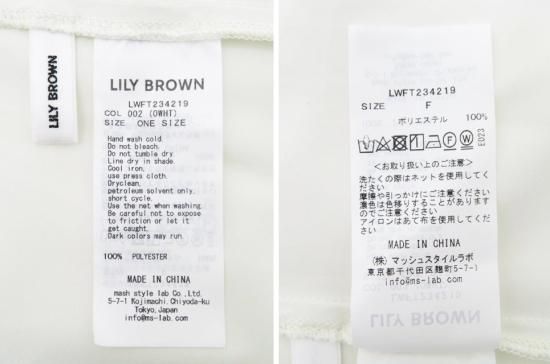 LILY BROWN
LILY BROWN
LWFT234219
COL 002 (OWHT)
SIZE ONE SIZE
Hand wash cold.
Do not bleach.
Do not tumble dry.
Line dry in shade.
Cool iron.
use press cloth.
Dryclean,
petroleum solvent only,
short cycle.
Use the net when washing.
Be careful not to expose
to friction or let it
get caught.
Dark colors may run.
100% POLYESTER
MADE IN CHINA
mash style lab Co.,Ltd.
5-7-1 Kojimachi,Chiyoda-ku
Tokyo,Japan
info@ms-lab.com
LWFT234219
SIZE F
ポリエステル 100%
E023
<お取り扱い上のご注意>
洗たくの際はネットを使用してく
ださい
摩擦や引っかけにご注意ください
濃色は色移りすることがあります
のでご注意ください
アイロンはあて布を使用してくだ
さい
MADE IN CHINA
(株)マッシュスタイルラボ
東京都千代田区麹町5-7-1
info@ms-lab.com
LWFT234219
LILY BROWN